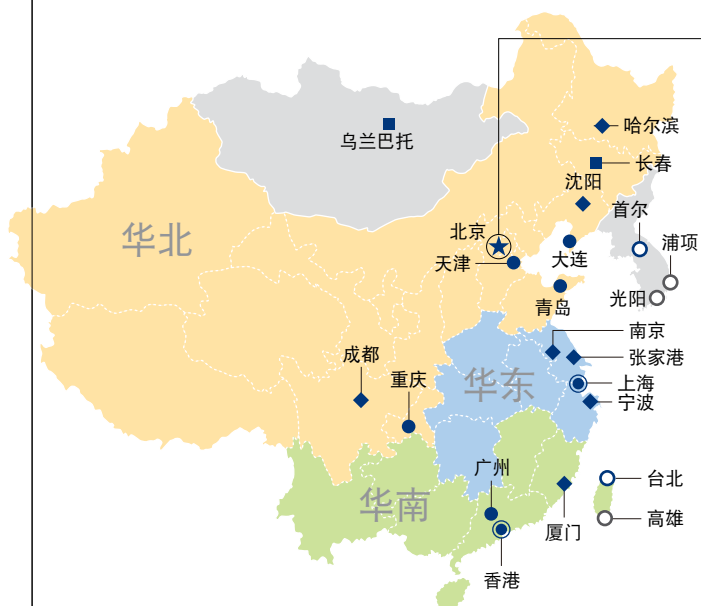 哈尔滨
乌兰巴托
长春
沈阳
首尔
华北
北京
浦项
天津
大连
光阳
青岛
南京
成都
张家港
重庆
华东
上海
宁波
广州
台北
华南
高雄
厦门
香港